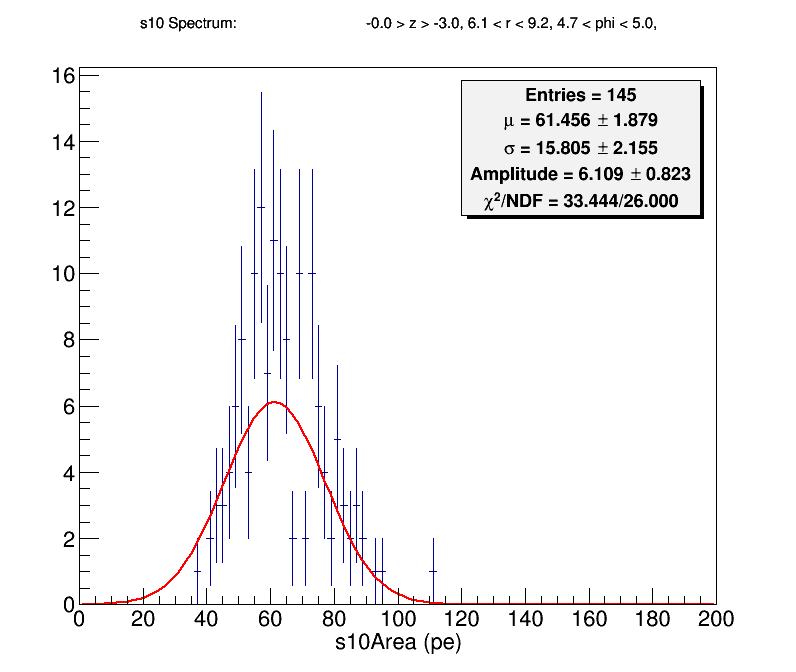 s10 Spectrum: -0.0 > z > -3.0, 6.1 < r < 9.2, 4.7 < phi < 5.0,
Entries = 145
μ = 61.456 ± 1.879
σ = 15.805 ± 2.155
Amplitude = 6.109 ± 0.823
χ²/NDF = 33.444/26.000
16
14
12
10
8
6
4
2
0
0 20 40 60 80 100 120 140 160 180 200
s10Area (pe)